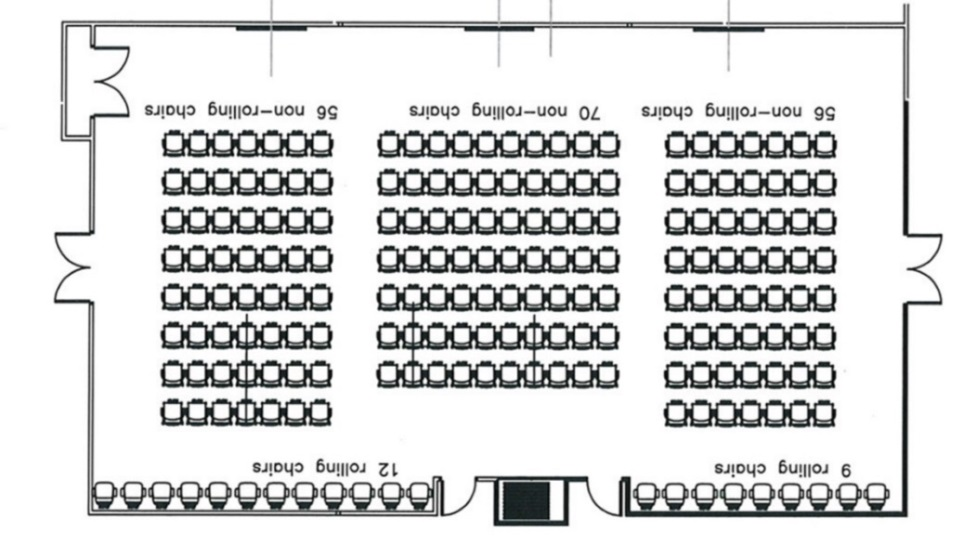 9 rolling chairs
12 rolling chairs
56 non-rolling chairs
70 non-rolling chairs
56 non-rolling chairs